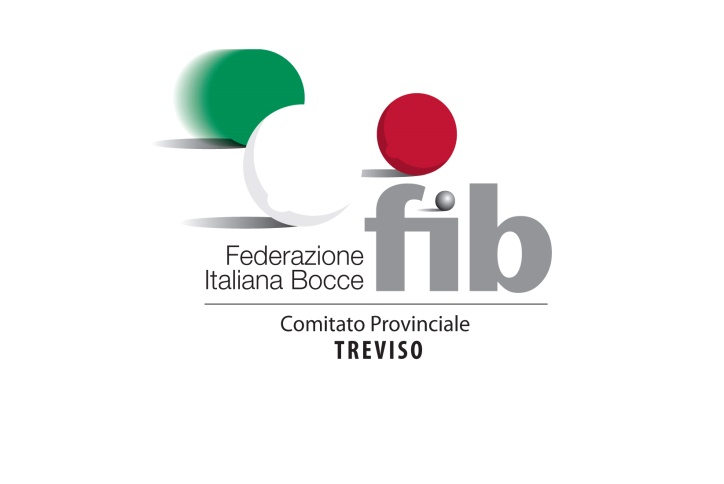 Federazione
Italiana Bocce
fib
Comitato Provinciale
TREVISO